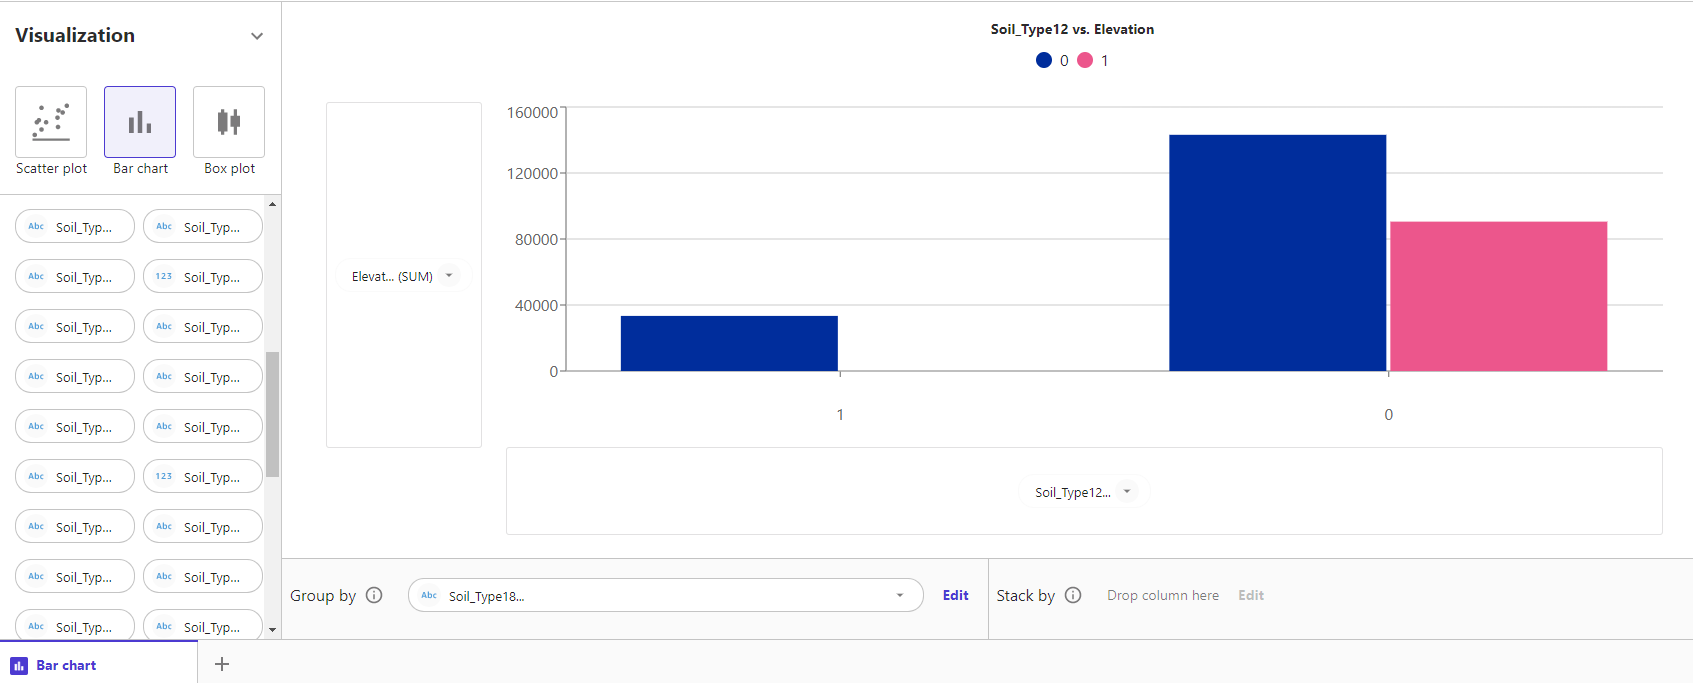 Visualization
Scatter plot
Bar chart
Box plot
Abc Soil_Typ... Abc Soil_Typ...
Abc Soil_Typ... 123 Soil_Typ...
Abc Soil_Typ... Abc Soil_Typ...
Abc Soil_Typ... Abc Soil_Typ...
Abc Soil_Typ... Abc Soil_Typ...
Abc Soil_Typ... 123 Soil_Typ...
Abc Soil_Typ... Abc Soil_Typ...
Abc Soil_Typ... Abc Soil_Typ...
Abc Soil_Typ... Abc Soil_Typ...
Soil_Type12 vs. Elevation
0 1
Elevat... (SUM)
160000
120000
80000
40000
0
1 0
Soil_Type12...
Group by Abc Soil_Type18... Edit
Stack by Drop column here Edit
Bar chart